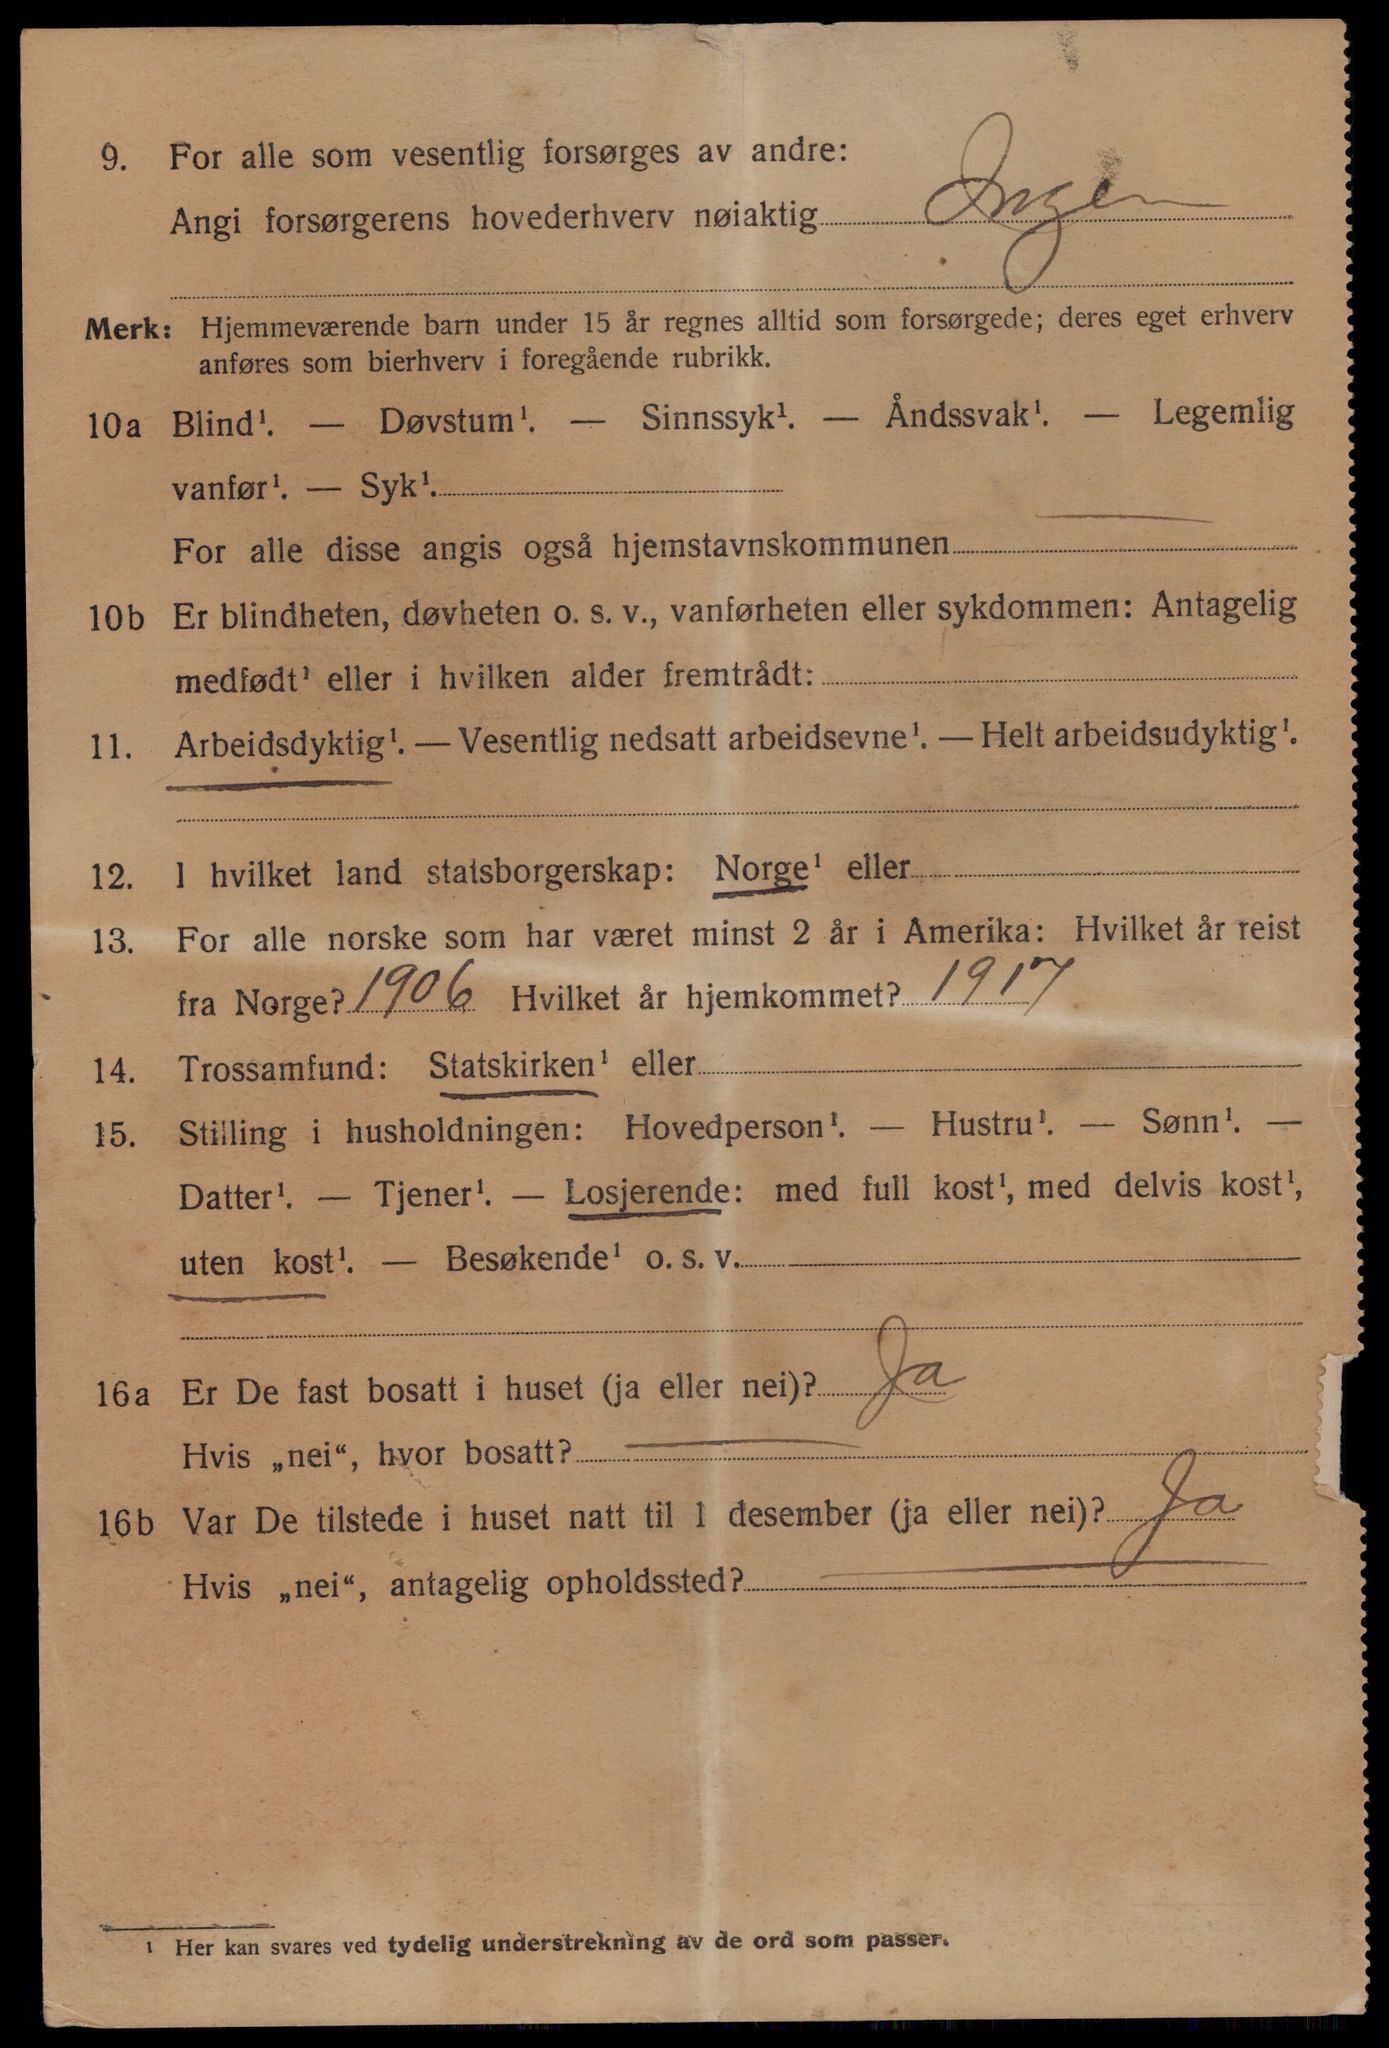 9. For alle som vesentlig forsørges av andre:
Angi forsørgerens hovederhverv nøiaktig Ingen
Merk: Hjemmeværende barn under 15 år regnes alltid som forsørgede; deres eget erhverv
anføres som bierhverv i foregående rubrikk.
10a Blind¹. — Døvstum¹. — Sinnssyk¹. — Åndssvak¹. — Legemlig
vanfør¹. — Syk¹.
For alle disse angis også hjemstavnskommunen
10b Er blindheten, døvheten o. s. v., vanførheten eller sykdommen: Antagelig
medfødt¹ eller i hvilken alder fremtrådt:
11. Arbeidsdyktig¹. — Vesentlig nedsatt arbeidsevne¹. — Helt arbeidsudyktig¹.
12. I hvilket land statsborgerskap: Norge¹ eller
13. For alle norske som har været minst 2 år i Amerika: Hvilket år reist
fra Norge? 1906 Hvilket år hjemkommet? 1917
14. Trossamfund: Statskirken¹ eller
15. Stilling i husholdningen: Hovedperson¹. — Hustru¹. — Sønn¹. —
Datter¹. — Tjener¹. — Losjerende: med full kost¹, med delvis kost¹,
uten kost¹. — Besøkende¹ o. s. v.
16a Er De fast bosatt i huset (ja eller nei)? Ja
Hvis „nei“, hvor bosatt?
16b Var De tilstede i huset natt til 1 desember (ja eller nei)? Ja
Hvis „nei“, antagelig opholdssted?
¹ Her kan svares ved tydelig understrekning av de ord som passer.